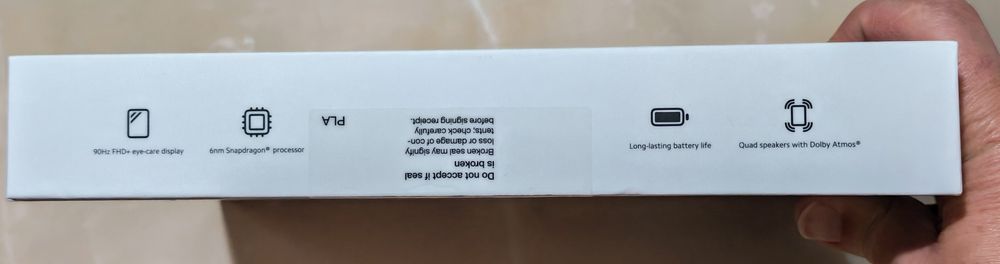 90Hz FHD+ eye-care display
6nm Snapdragon® processor
PLA
Do not accept if seal
is broken
Broken seal may signify
loss or damage of con-
tents; check carefully
before signing receipt.
Long-lasting battery life
Quad speakers with Dolby Atmos®